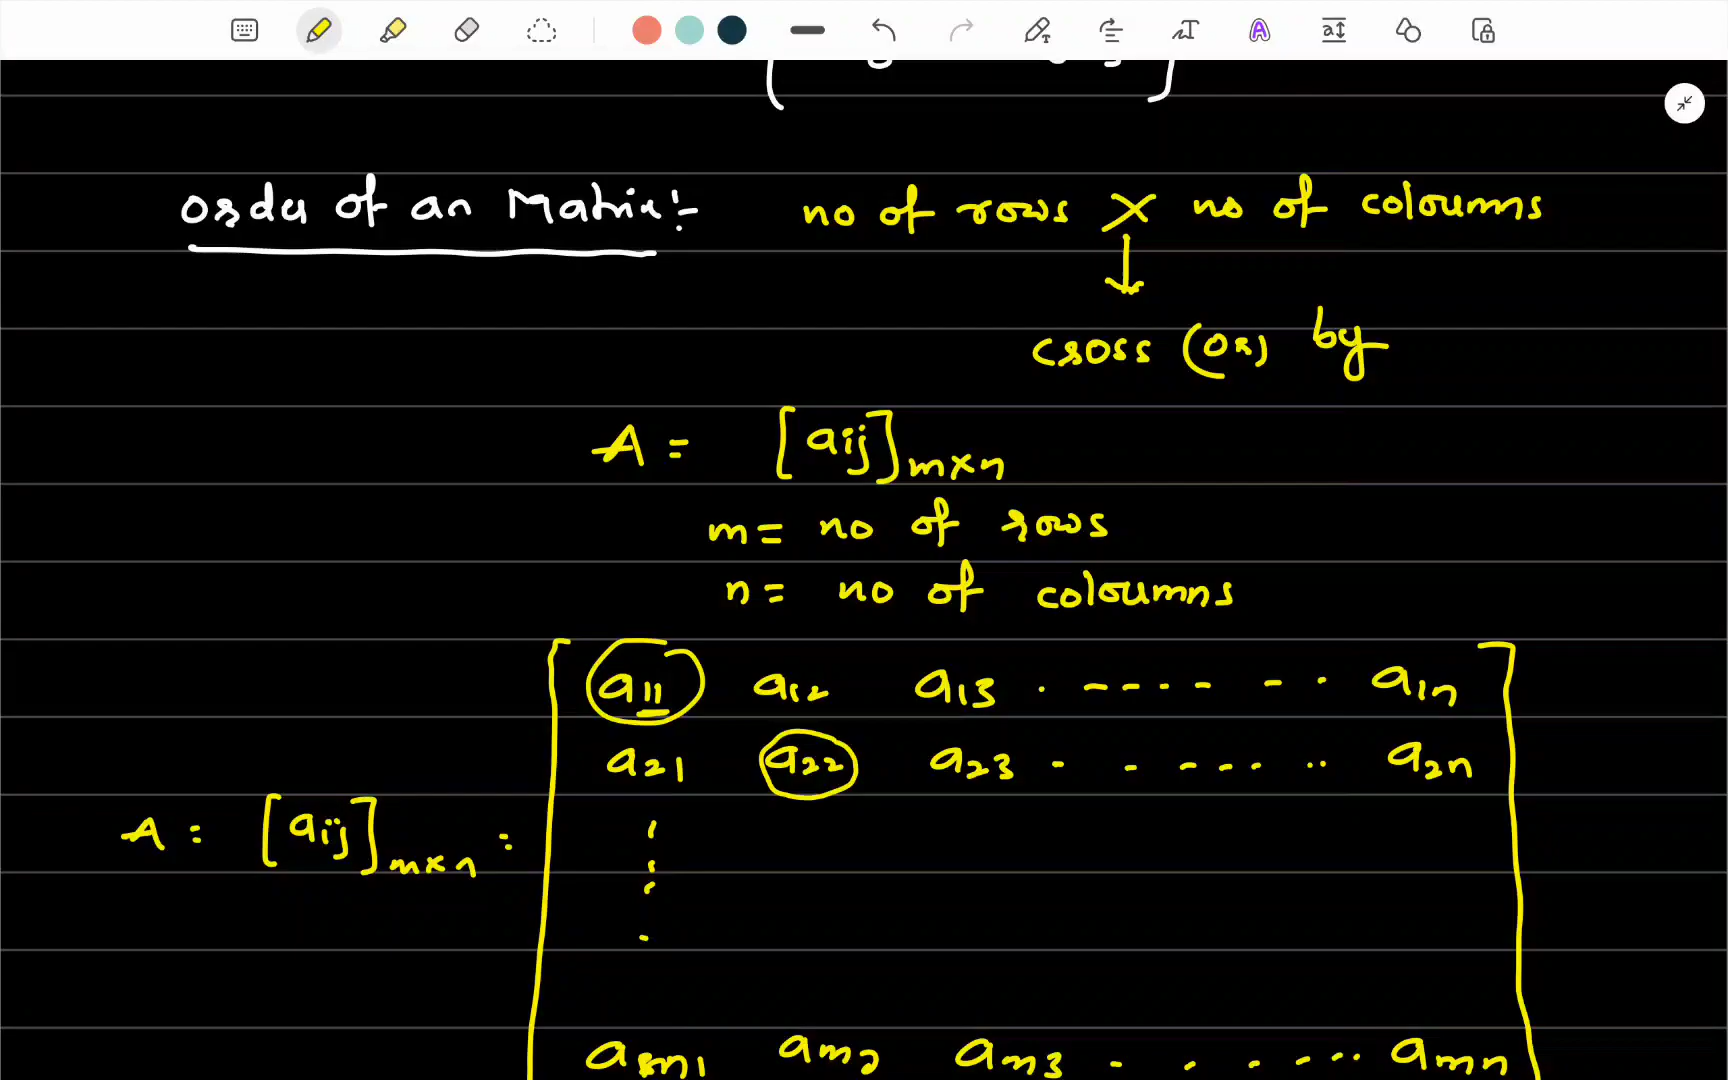 order of an Matrix:- no of rows X no of coloumns
cross (or) by
A = [aij]m×n
m = no of rows
n = no of coloumns
a11 a12 a13 . ---- - - . a1n
a21 a22 a23 - - - --- .. a2n
A = [aij]m×n =
am1 am2 am3 . . . --.. amn